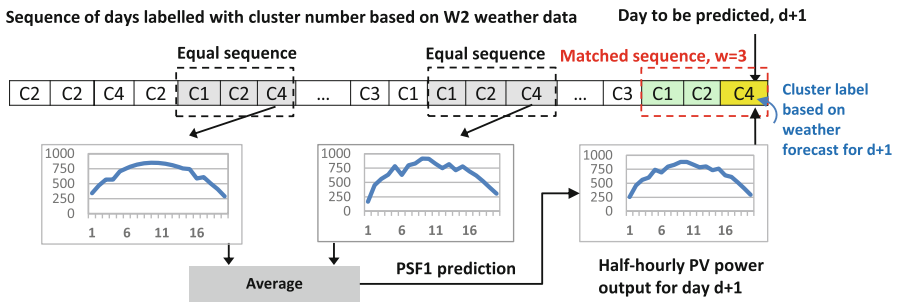 Sequence of days labelled with cluster number based on W2 weather data
Day to be predicted, d+1
Equal sequence
Equal sequence
Matched sequence, w=3
C2 C2 C4 C2 C1 C2 C4 ... C3 C1 C1 C2 C4 ... C3 C1 C2 C4
Cluster label
based on
weather
forecast for d+1
1000
750
500
250
0
1 6 11 16
1000
750
500
250
0
1 6 11 16
1000
750
500
250
0
1 6 11 16
Average
PSF1 prediction
Half-hourly PV power
output for day d+1